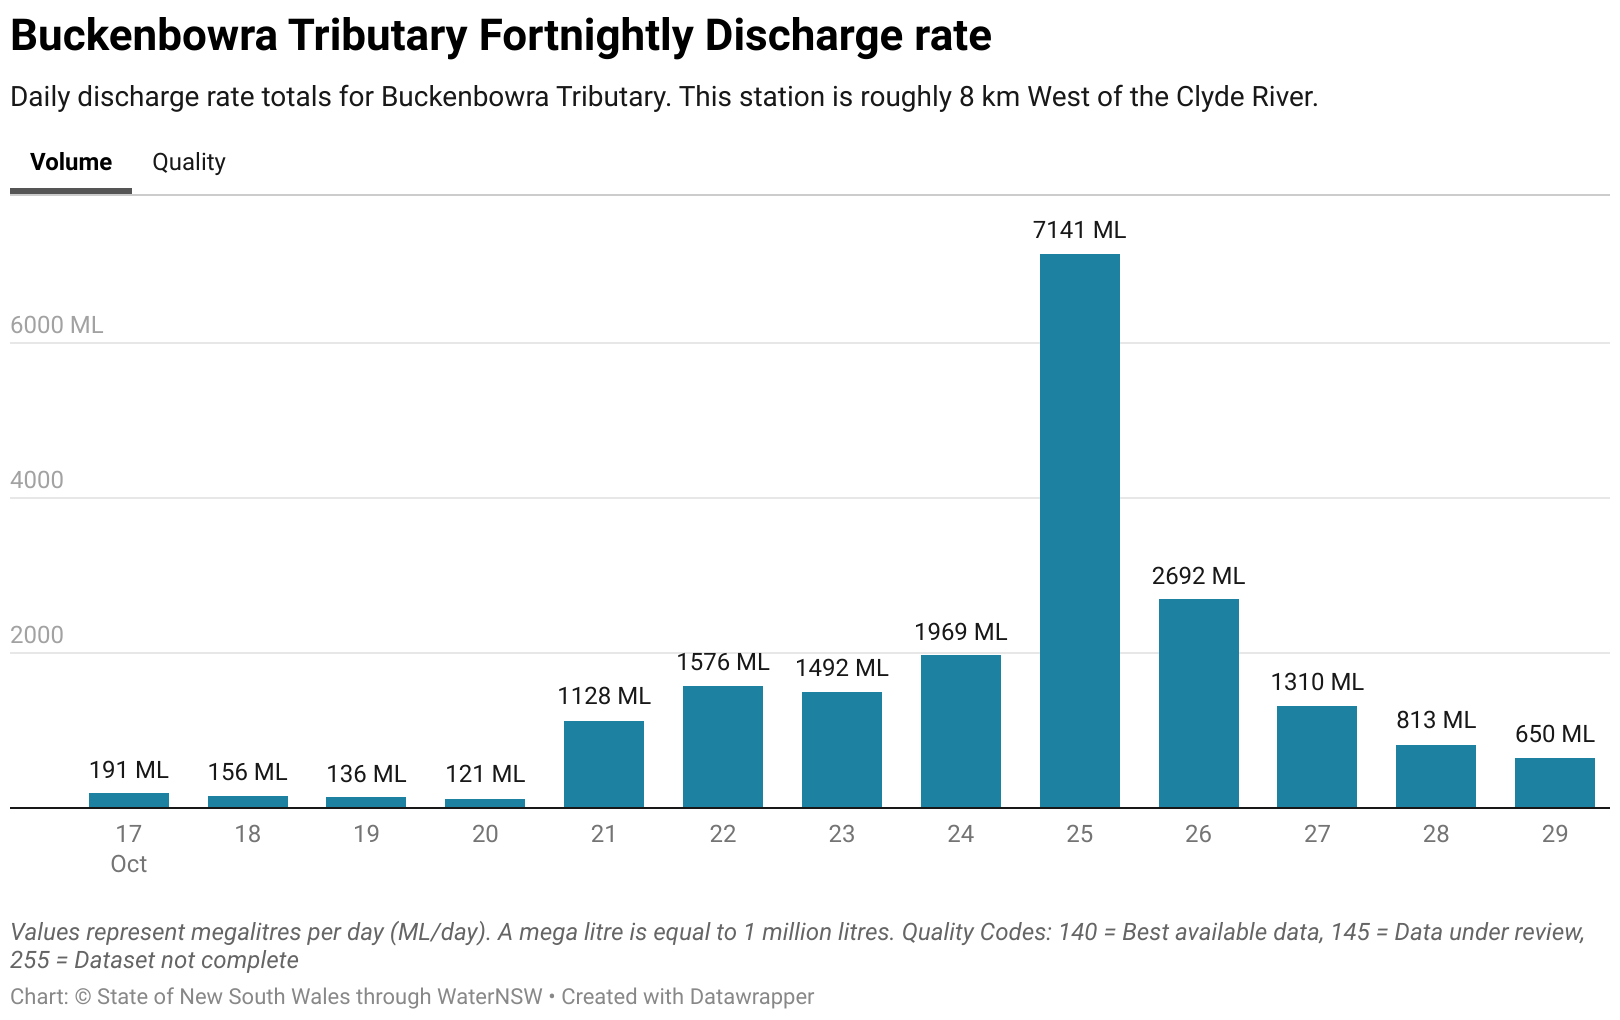 Buckenbowra Tributary Fortnightly Discharge rate
Daily discharge rate totals for Buckenbowra Tributary. This station is roughly 8 km West of the Clyde River.
Volume Quality
7141 ML
6000 ML
4000
2692 ML
2000
1969 ML
1576 ML
1492 ML
1128 ML
1310 ML
813 ML
650 ML
191 ML
156 ML
136 ML
121 ML
17 18 19 20 21 22 23 24 25 26 27 28 29
Oct
Values represent megalitres per day (ML/day). A mega litre is equal to 1 million litres. Quality Codes: 140 = Best available data, 145 = Data under review,
255 = Dataset not complete
Chart: © State of New South Wales through WaterNSW • Created with Datawrapper